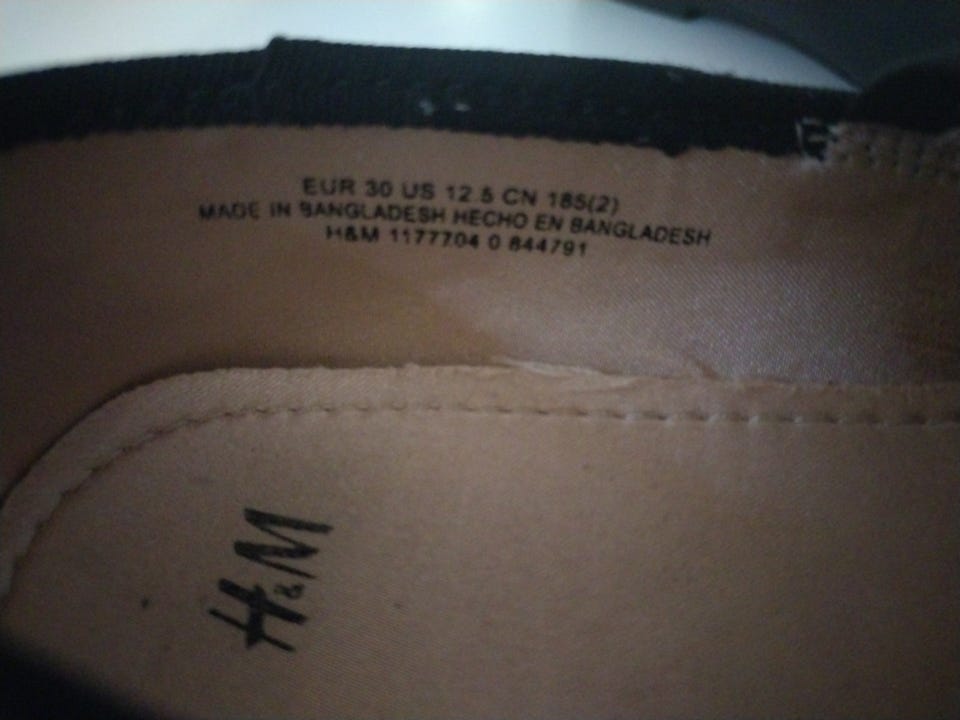 EUR 30 US 12.5 CN 185(2)
MADE IN BANGLADESH HECHO EN BANGLADESH
H&M 1177704 0 844791
H&M